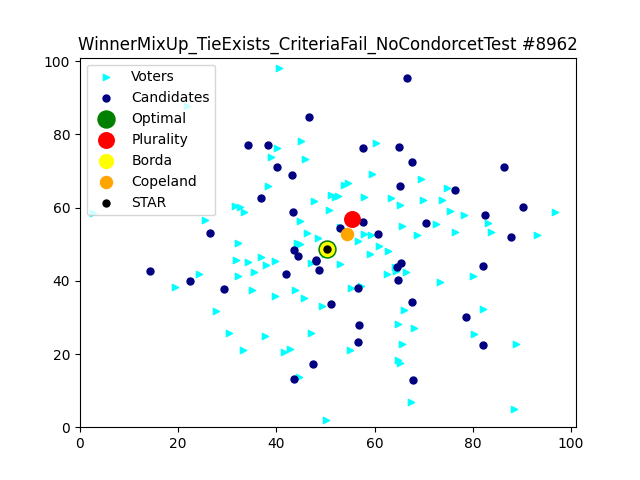 WinnerMixUp_TieExists_CriteriaFail_NoCondorcetTest #8962
100
80
60
40
20
0
Voters
Candidates
Optimal
Plurality
Borda
Copeland
STAR
0 20 40 60 80 100